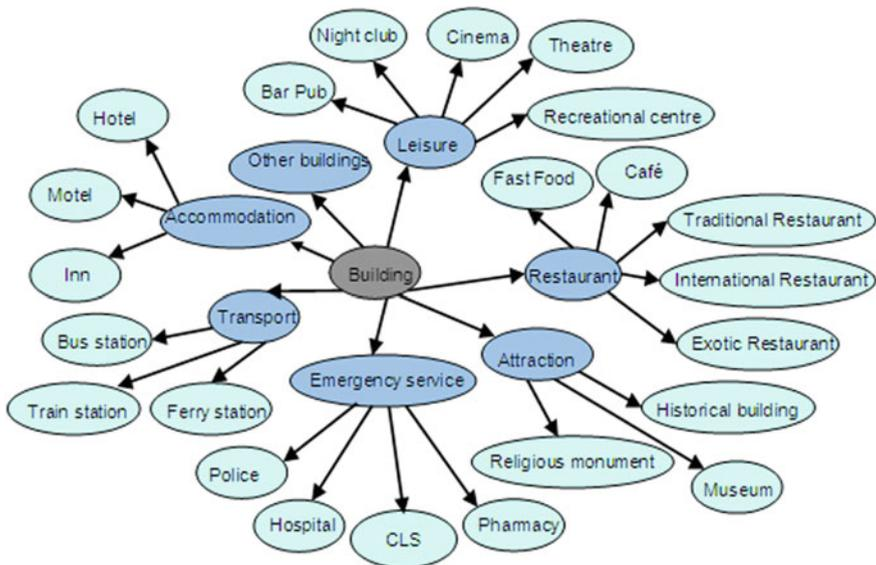 Night club
Cinema
Theatre
Bar Pub
Hotel
Recreational centre
Leisure
Other buildings
Fast Food
Café
Motel
Accommodation
Traditional Restaurant
Inn
Building
Restaurant
International Restaurant
Transport
Bus station
Exotic Restaurant
Attraction
Emergency service
Train station
Ferry station
Historical building
Religious monument
Police
Museum
Hospital
CLS
Pharmacy